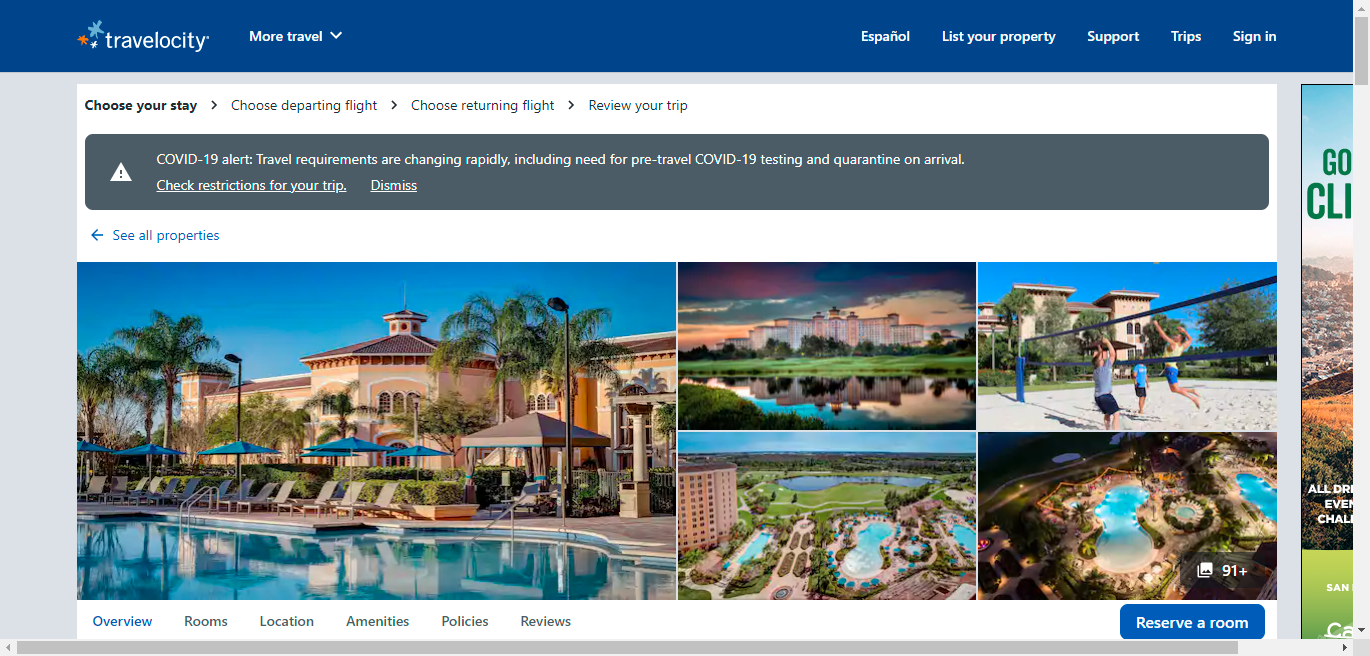 travelocity
More travel
Español
List your property
Support
Trips
Sign in
Choose your stay
Choose departing flight
Choose returning flight
Review your trip
COVID-19 alert: Travel requirements are changing rapidly, including need for pre-travel COVID-19 testing and quarantine on arrival.
Check restrictions for your trip.
Dismiss
See all properties
91+
Overview
Rooms
Location
Amenities
Policies
Reviews
Reserve a room
GO
CLI
ALL DRE
EVEN
CHALL
SAN
Ca